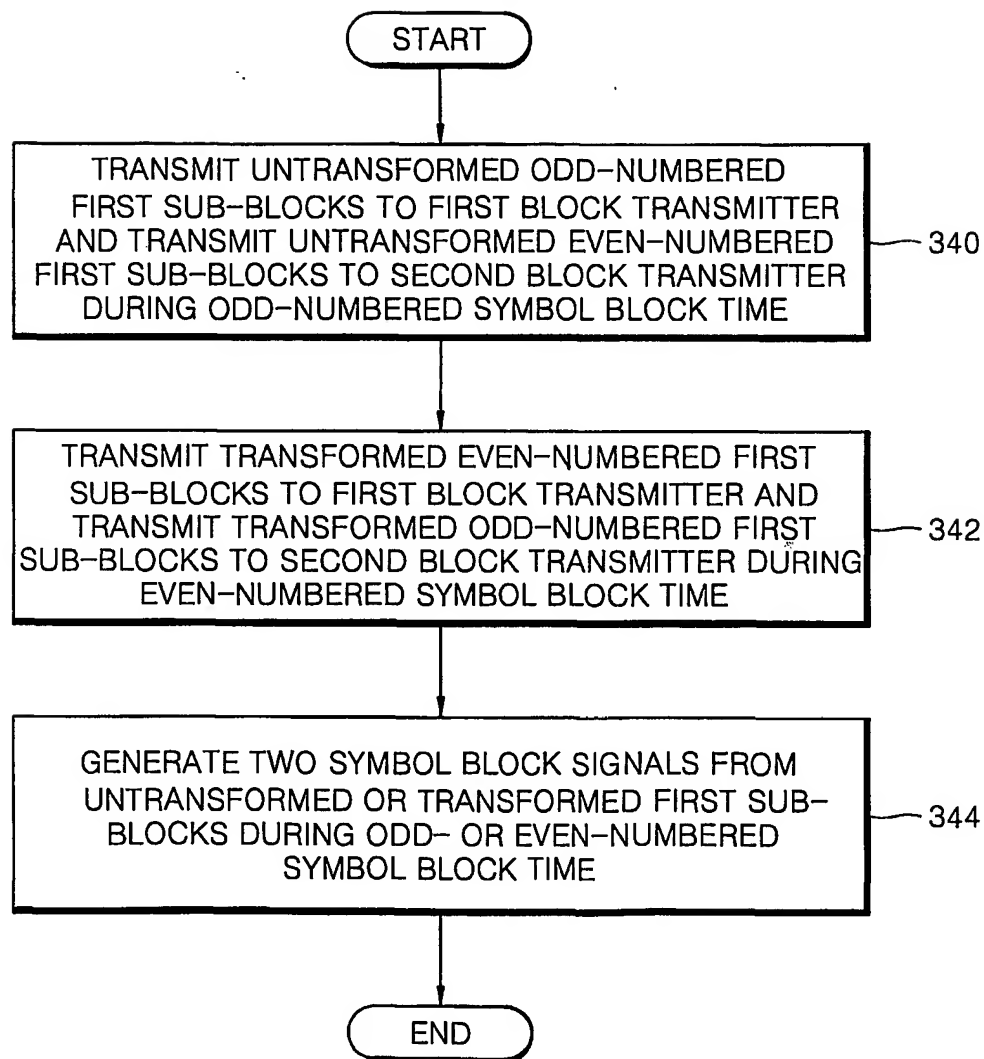 START
TRANSMIT UNTRANSFORMED ODD-NUMBERED
FIRST SUB-BLOCKS TO FIRST BLOCK TRANSMITTER
AND TRANSMIT UNTRANSFORMED EVEN-NUMBERED
FIRST SUB-BLOCKS TO SECOND BLOCK TRANSMITTER
DURING ODD-NUMBERED SYMBOL BLOCK TIME
340
TRANSMIT TRANSFORMED EVEN-NUMBERED FIRST
SUB-BLOCKS TO FIRST BLOCK TRANSMITTER AND
TRANSMIT TRANSFORMED ODD-NUMBERED FIRST
SUB-BLOCKS TO SECOND BLOCK TRANSMITTER DURING
EVEN-NUMBERED SYMBOL BLOCK TIME
342
GENERATE TWO SYMBOL BLOCK SIGNALS FROM
UNTRANSFORMED OR TRANSFORMED FIRST SUB-
BLOCKS DURING ODD- OR EVEN-NUMBERED
SYMBOL BLOCK TIME
344
END